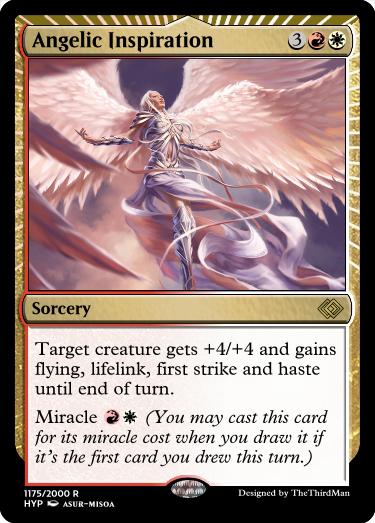 Angelic Inspiration 3
Sorcery
Target creature gets +4/+4 and gains
flying, lifelink, first strike and haste
until end of turn.
Miracle (You may cast this card
for its miracle cost when you draw it if
it's the first card you drew this turn.)
1175/2000 R
HYP ASUR-MISOA
Designed by TheThirdMan